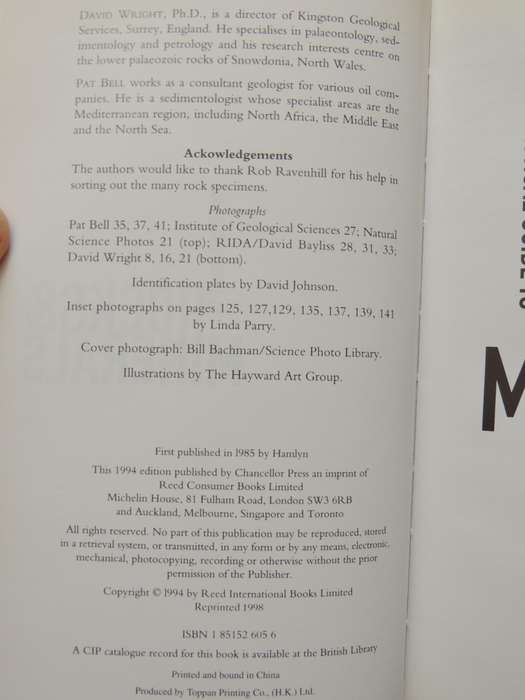 DAVID WRIGHT, Ph.D., is a director of Kingston Geological
Services, Surrey, England. He specialises in palaeontology, sed-
imentology and petrology and his research interests centre on
the lower palaeozoic rocks of Snowdonia, North Wales.
PAT BELL works as a consultant geologist for various oil com-
panies. He is a sedimentologist whose specialist areas are the
Mediterranean region, including North Africa, the Middle East
and the North Sea.
Ackowledgements
The authors would like to thank Rob Ravenhill for his help in
sorting out the many rock specimens.
Photographs
Pat Bell 35, 37, 41; Institute of Geological Sciences 27; Natural
Science Photos 21 (top); RIDA/David Bayliss 28, 31, 33;
David Wright 8, 16, 21 (bottom).
Identification plates by David Johnson.
Inset photographs on pages 125, 127,129, 135, 137, 139, 141
by Linda Parry.
Cover photograph: Bill Bachman/Science Photo Library.
Illustrations by The Hayward Art Group.
First published in 1985 by Hamlyn
This 1994 edition published by Chancellor Press an imprint of
Reed Consumer Books Limited
Michelin House, 81 Fulham Road, London SW3 6RB
and Auckland, Melbourne, Singapore and Toronto
All rights reserved. No part of this publication may be reproduced, stored
in a retrieval system, or transmitted, in any form or by any means, electronic,
mechanical, photocopying, recording or otherwise without the prior
permission of the Publisher.
Copyright © 1994 by Reed International Books Limited
Reprinted 1998
ISBN 1 85152 605 6
A CIP catalogue record for this book is available at the British Library
Printed and bound in China
Produced by Toppan Printing Co., (H.K.) Ltd.
GUIDE TO
M